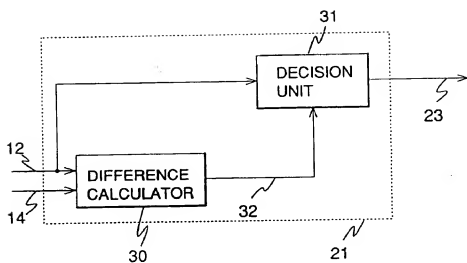 31
DECISION
UNIT
23
12
DIFFERENCE
CALCULATOR
14
32
30
21